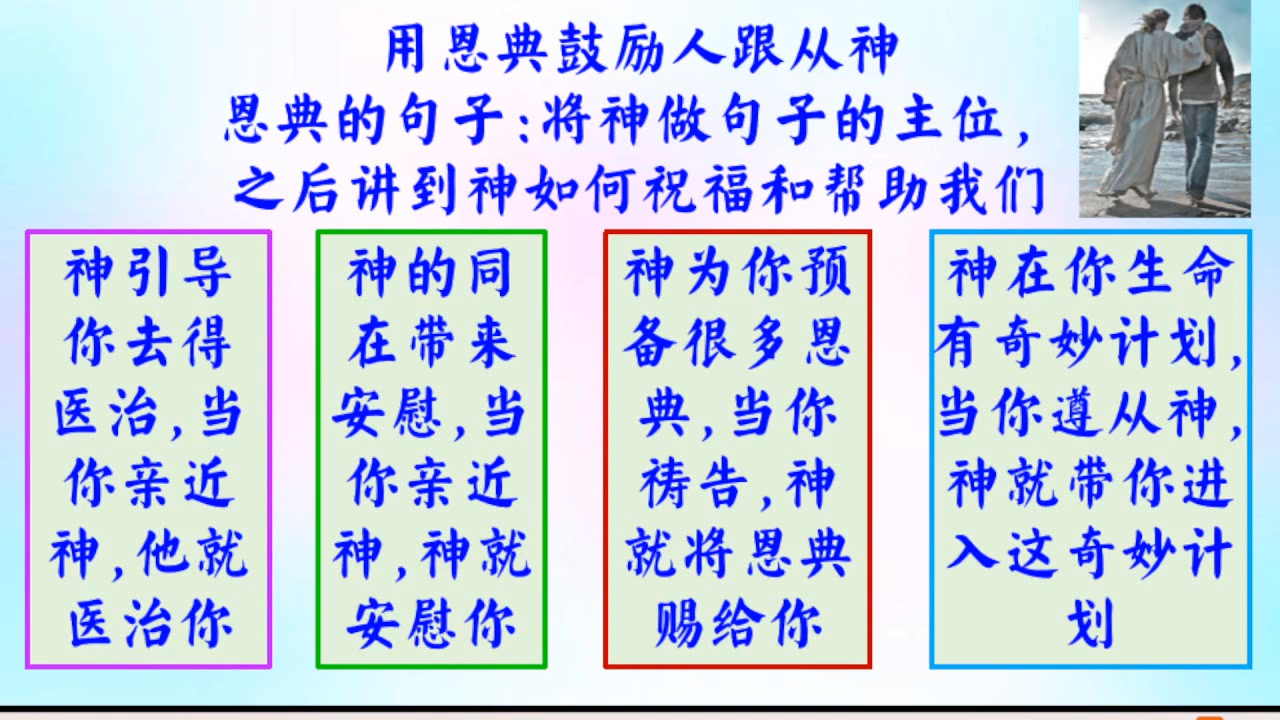 用恩典鼓励人跟从神
恩典的句子:将神做句子的主位,
之后讲到神如何祝福和帮助我们
神引导
你去得
医治,当
你亲近
神,他就
医治你
神的同
在带来
安慰,当
你亲近
神,神就
安慰你
神为你预
备很多恩
典,当你
祷告,神
就将恩典
赐给你
神在你生命
有奇妙计划,
当你遵从神,
神就带你进
入这奇妙计
划